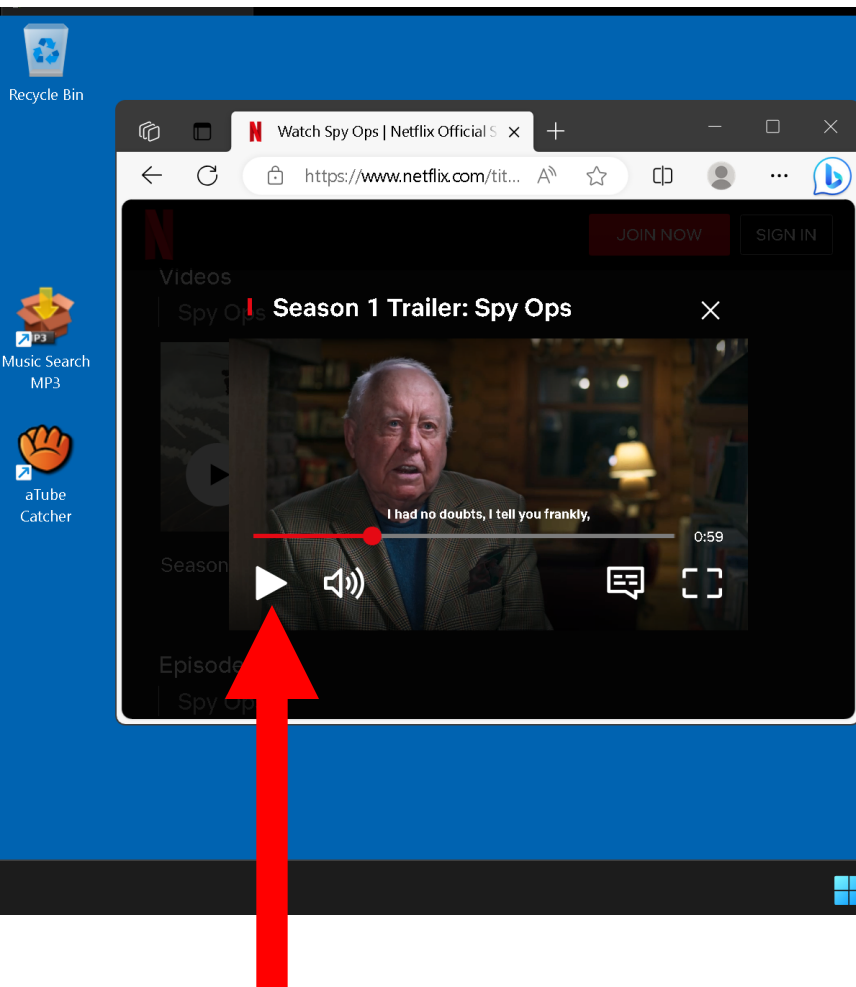 Recycle Bin
Watch Spy Ops | Netflix Official S
https://www.netflix.com/tit...
N
JOIN NOW
SIGN IN
Videos
Spy Ops
Season 1 Trailer: Spy Ops
P3
Music Search
MP3
aTube
Catcher
I had no doubts, I tell you frankly,
0:59
Season
Episode
Spy Op